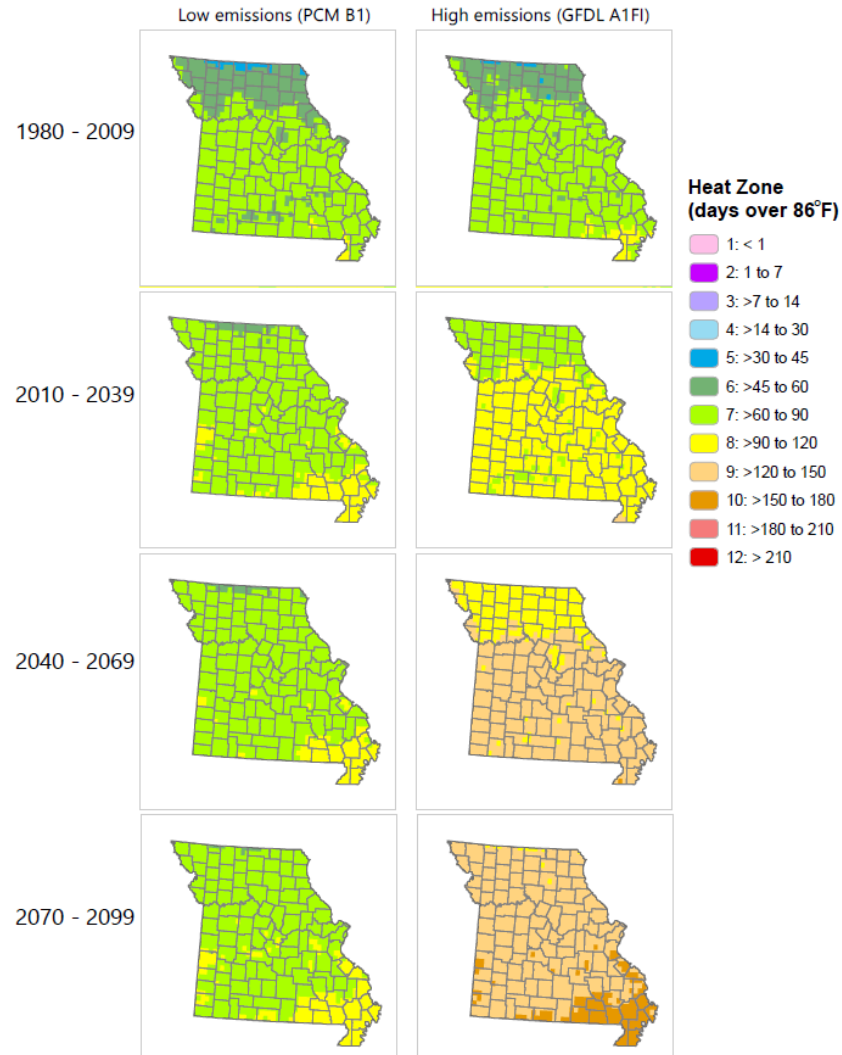 Low emissions (PCM B1)
High emissions (GFDL A1FI)
1980 - 2009
2010 - 2039
2040 - 2069
2070 - 2099
Heat Zone
(days over 86°F)
1: < 1
2: 1 to 7
3: >7 to 14
4: >14 to 30
5: >30 to 45
6: >45 to 60
7: >60 to 90
8: >90 to 120
9: >120 to 150
10: >150 to 180
11: >180 to 210
12: > 210